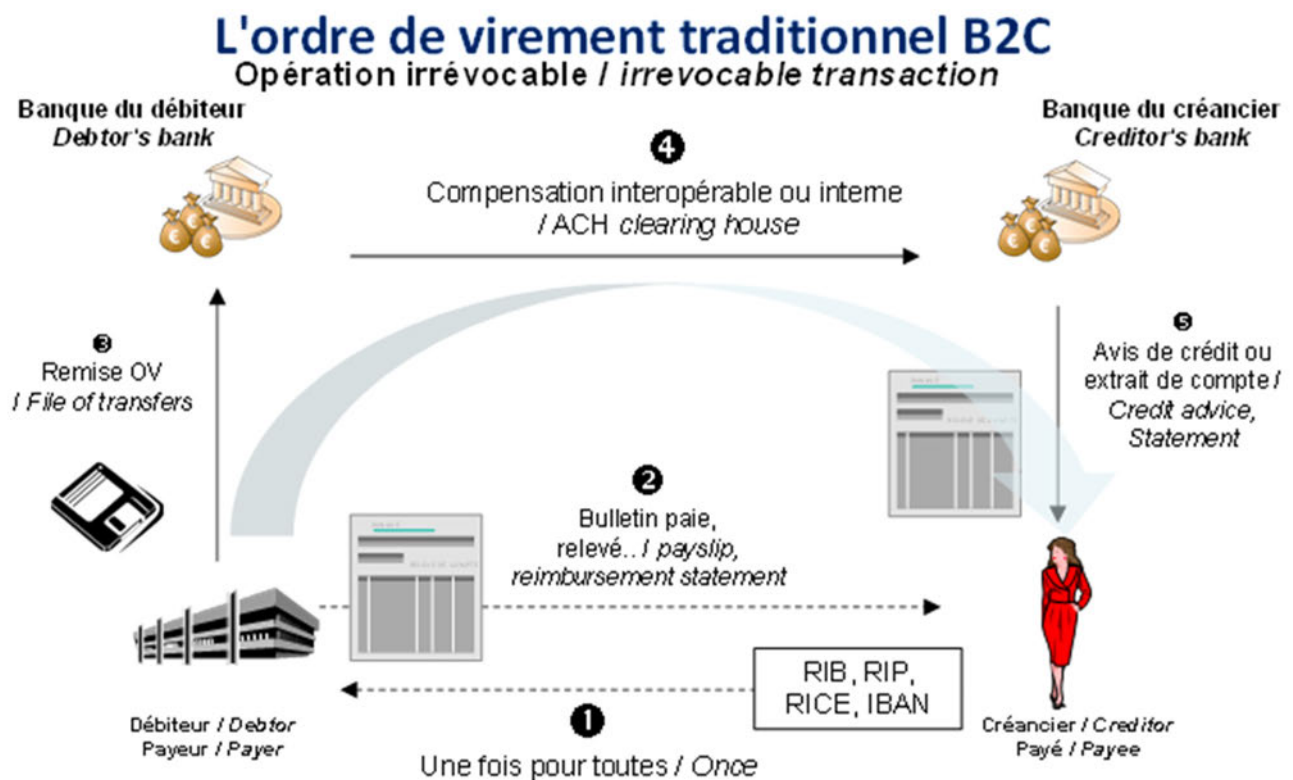 L'ordre de virement traditionnel B2C
Opération irrévocable / irrevocable transaction
Banque du débiteur
Debtor's bank
Banque du créancier
Creditor's bank
4
Compensation interopérable ou interne
/ ACH clearing house
3
Remise OV
/ File of transfers
5
Avis de crédit ou
extrait de compte /
Credit advice,
Statement
2
Bulletin paie,
relevé.. / payslip,
reimbursement statement
RIB, RIP,
RICE, IBAN
1
Débiteur / Debtor
Payeur / Payer
Créancier / Creditor
Payé / Payee
Une fois pour toutes / Once